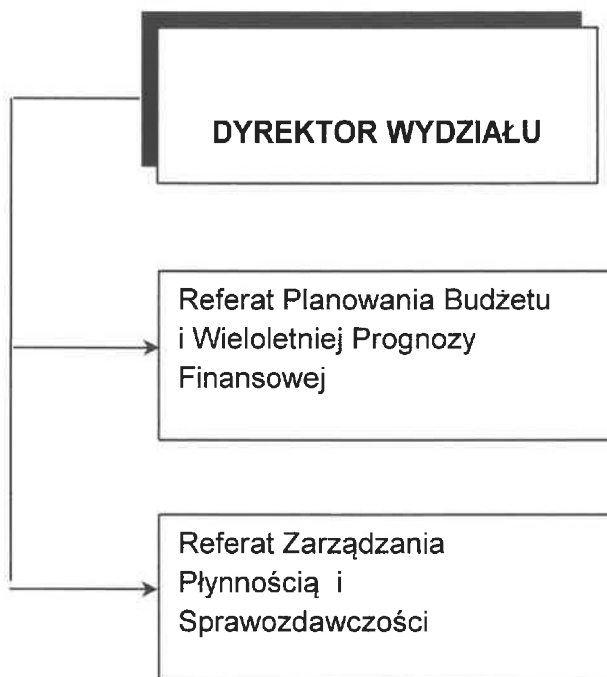 DYREKTOR WYDZIAŁU
Referat Planowania Budżetu
i Wieloletniej Prognozy
Finansowej
Referat Zarządzania
Płynnością i
Sprawozdawczości